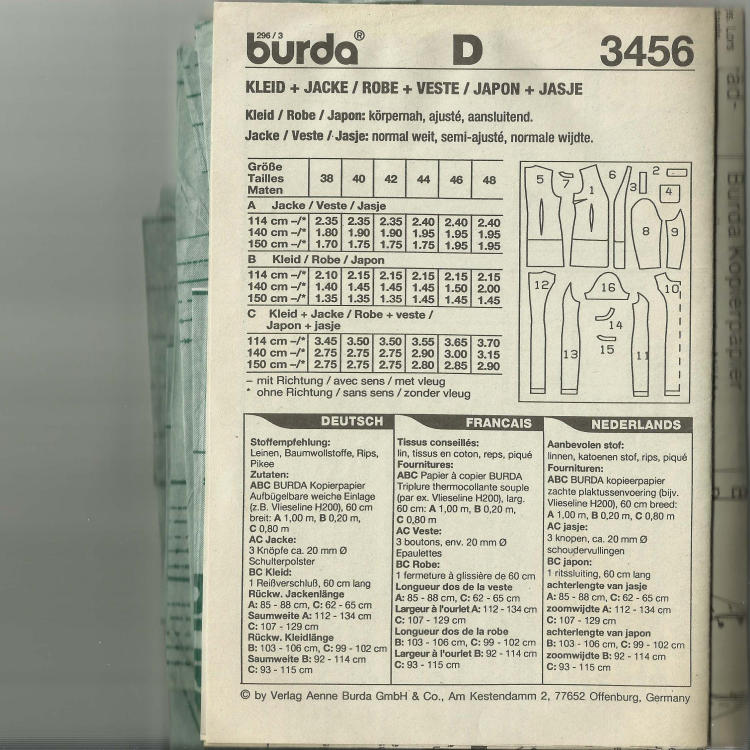 296/3
burda® D 3456
KLEID + JACKE / ROBE + VESTE / JAPON + JASJE
Kleid / Robe / Japon: körpernah, ajusté, aansluitend.
Jacke / Veste / Jasje: normal weit, semi-ajusté, normale wijdte.
Größe
Tailles 38 40 42 44 46 48
Maten
A Jacke / Veste / Jasje
114 cm –/* 2.35 2.35 2.35 2.40 2.40 2.40
140 cm –/* 1.80 1.90 1.90 1.95 1.95 1.95
150 cm –/* 1.70 1.75 1.75 1.75 1.95 1.95
B Kleid / Robe / Japon
114 cm –/* 2.10 2.15 2.15 2.15 2.15 2.15
140 cm –/* 1.40 1.45 1.45 1.45 1.50 2.00
150 cm –/* 1.35 1.35 1.35 1.45 1.45 1.45
C Kleid + Jacke / Robe + veste /
Japon + jasje
114 cm –/* 3.45 3.50 3.50 3.55 3.65 3.70
140 cm –/* 2.75 2.75 2.75 2.90 3.00 3.15
150 cm –/* 2.75 2.75 2.75 2.80 2.85 2.90
– mit Richtung / avec sens / met vleug
* ohne Richtung / sans sens / zonder vleug
5 7 1 6 3 2 4 8 9
12 16 10
14
13 15 11
DEUTSCH
Stoffempfehlung:
Leinen, Baumwollstoffe, Rips,
Pikee
Zutaten:
ABC BURDA Kopierpapier
Aufbügelbare weiche Einlage
(z.B. Vlieseline H200), 60 cm
breit: A 1,00 m, B 0,20 m,
C 0,80 m
AC Jacke:
3 Knöpfe ca. 20 mm Ø
Schulterpolster
BC Kleid:
1 Reißverschluß, 60 cm lang
Rückw. Jackenlänge
A: 85 - 88 cm, C: 62 - 65 cm
Saumweite A: 112 - 134 cm
C: 107 - 129 cm
Rückw. Kleidlänge
B: 103 - 106 cm, C: 99 - 102 cm
Saumweite B: 92 - 114 cm
C: 93 - 115 cm
FRANCAIS
Tissus conseillés:
lin, tissus en coton, reps, piqué
Fournitures:
ABC Papier à copier BURDA
Triplure thermocollante souple
(par ex. Vlieseline H200), larg.
60 cm: A 1,00 m, B 0,20 m,
C 0,80 m
AC Veste:
3 boutons, env. 20 mm Ø
Epaulettes
BC Robe:
1 fermeture à glissière de 60 cm
Longueur dos de la veste
A: 85 - 88 cm, C: 62 - 65 cm
Largeur à l'ourlet A: 112 - 134 cm
C: 107 - 129 cm
Longueur dos de la robe
B: 103 - 106 cm, C: 99 - 102 cm
Largeur à l'ourlet B: 92 - 114 cm
C: 93 - 115 cm
NEDERLANDS
Aanbevolen stof:
linnen, katoenen stof, rips, piqué
Fournituren:
ABC BURDA kopieerpapier
zachte plaktussenvoering (bijv.
Vlieseline H200), 60 cm breed:
A 1,00 m, B 0,20 m, C 0,80 m
AC jasje:
3 knopen, ca. 20 mm Ø
schoudervullingen
BC japon:
1 ritssluiting, 60 cm lang
achterlengte van jasje
A: 85 - 88 cm, C: 62 - 65 cm
zoomwijdte A: 112 - 134 cm
C: 107 - 129 cm
achterlengte van japon
B: 103 - 106 cm, C: 99 - 102 cm
zoomwijdte B: 92 - 114 cm
C: 93 - 115 cm
© by Verlag Aenne Burda GmbH & Co., Am Kestendamm 2, 77652 Offenburg, Germany
Burda Kopierpapier